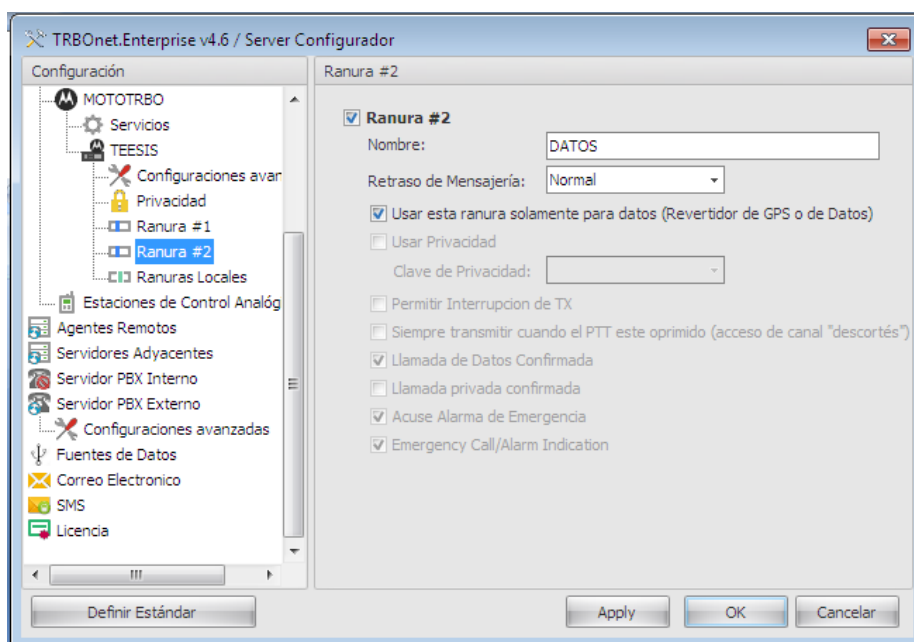 TRBOnet.Enterprise v4.6 / Server Configurador
Configuración
MOTOTRBO
Servicios
TEESIS
Configuraciones avar
Privacidad
Ranura #1
Ranura #2
Ranuras Locales
Estaciones de Control Analóg
Agentes Remotos
Servidores Adyacentes
Servidor PBX Interno
Servidor PBX Externo
Configuraciones avanzadas
Fuentes de Datos
Correo Electronico
SMS
Licencia
Definir Estándar
Ranura #2
Ranura #2
Nombre: DATOS
Retraso de Mensajería: Normal
Usar esta ranura solamente para datos (Revertidor de GPS o de Datos)
Usar Privacidad
Clave de Privacidad:
Permitir Interrupcion de TX
Siempre transmitir cuando el PTT este oprimido (acceso de canal "descortés")
Llamada de Datos Confirmada
Llamada privada confirmada
Acuse Alarma de Emergencia
Emergency Call/Alarm Indication
Apply OK Cancelar